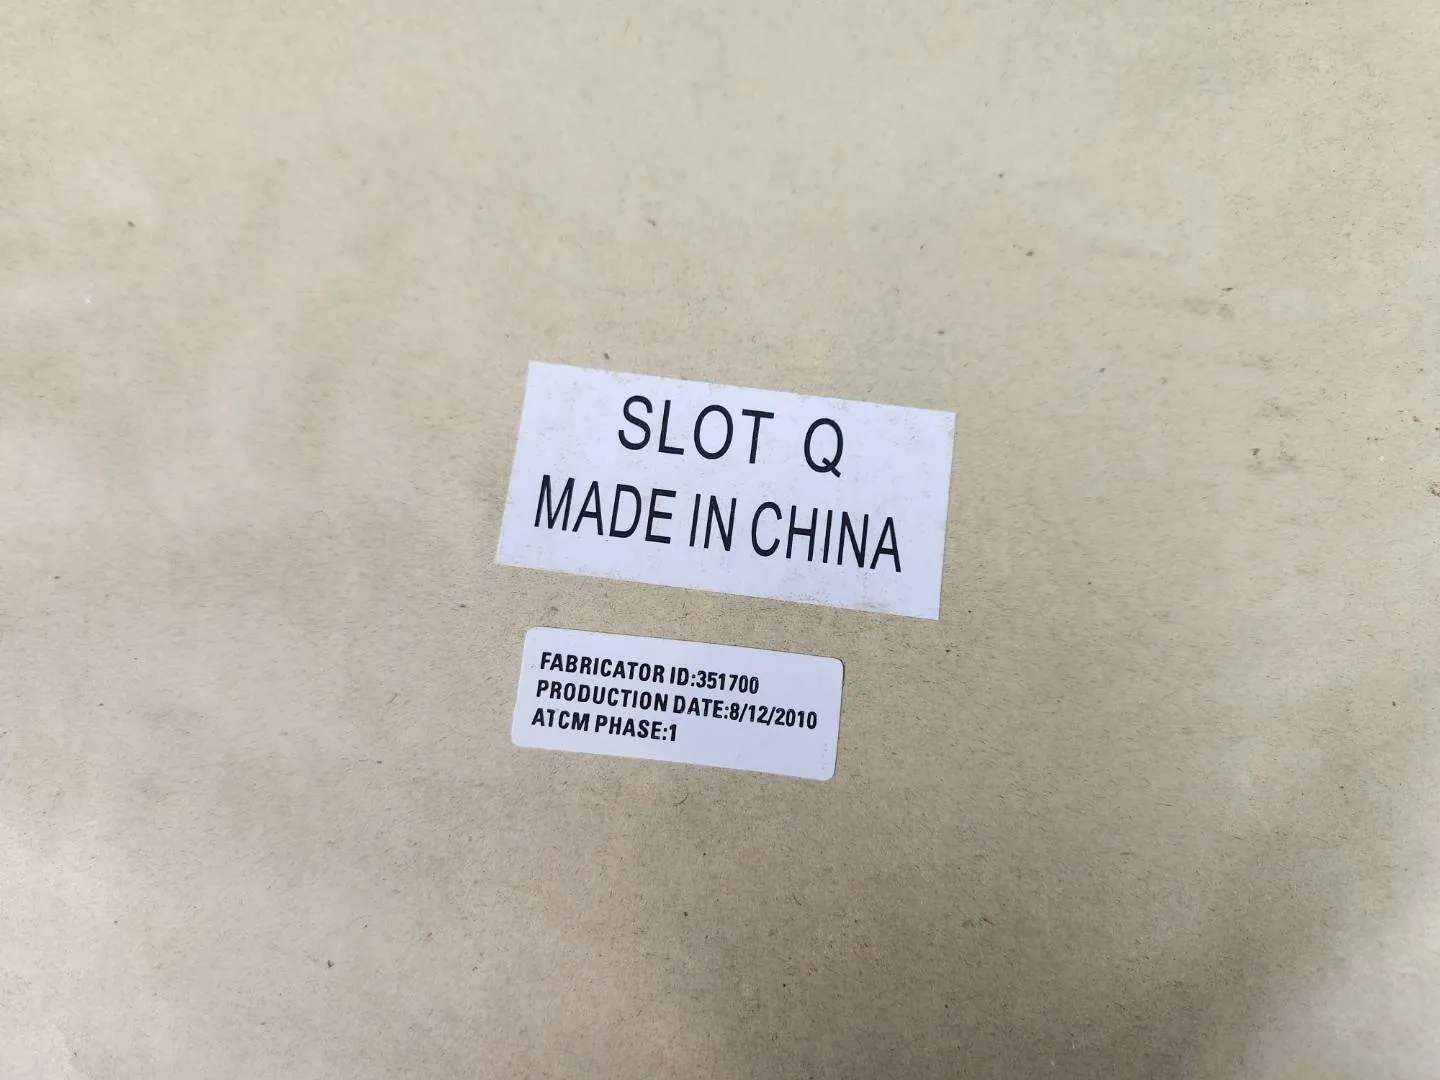 SLOT Q
MADE IN CHINA
FABRICATOR ID:351700
PRODUCTION DATE:8/12/2010
ATCM PHASE:1